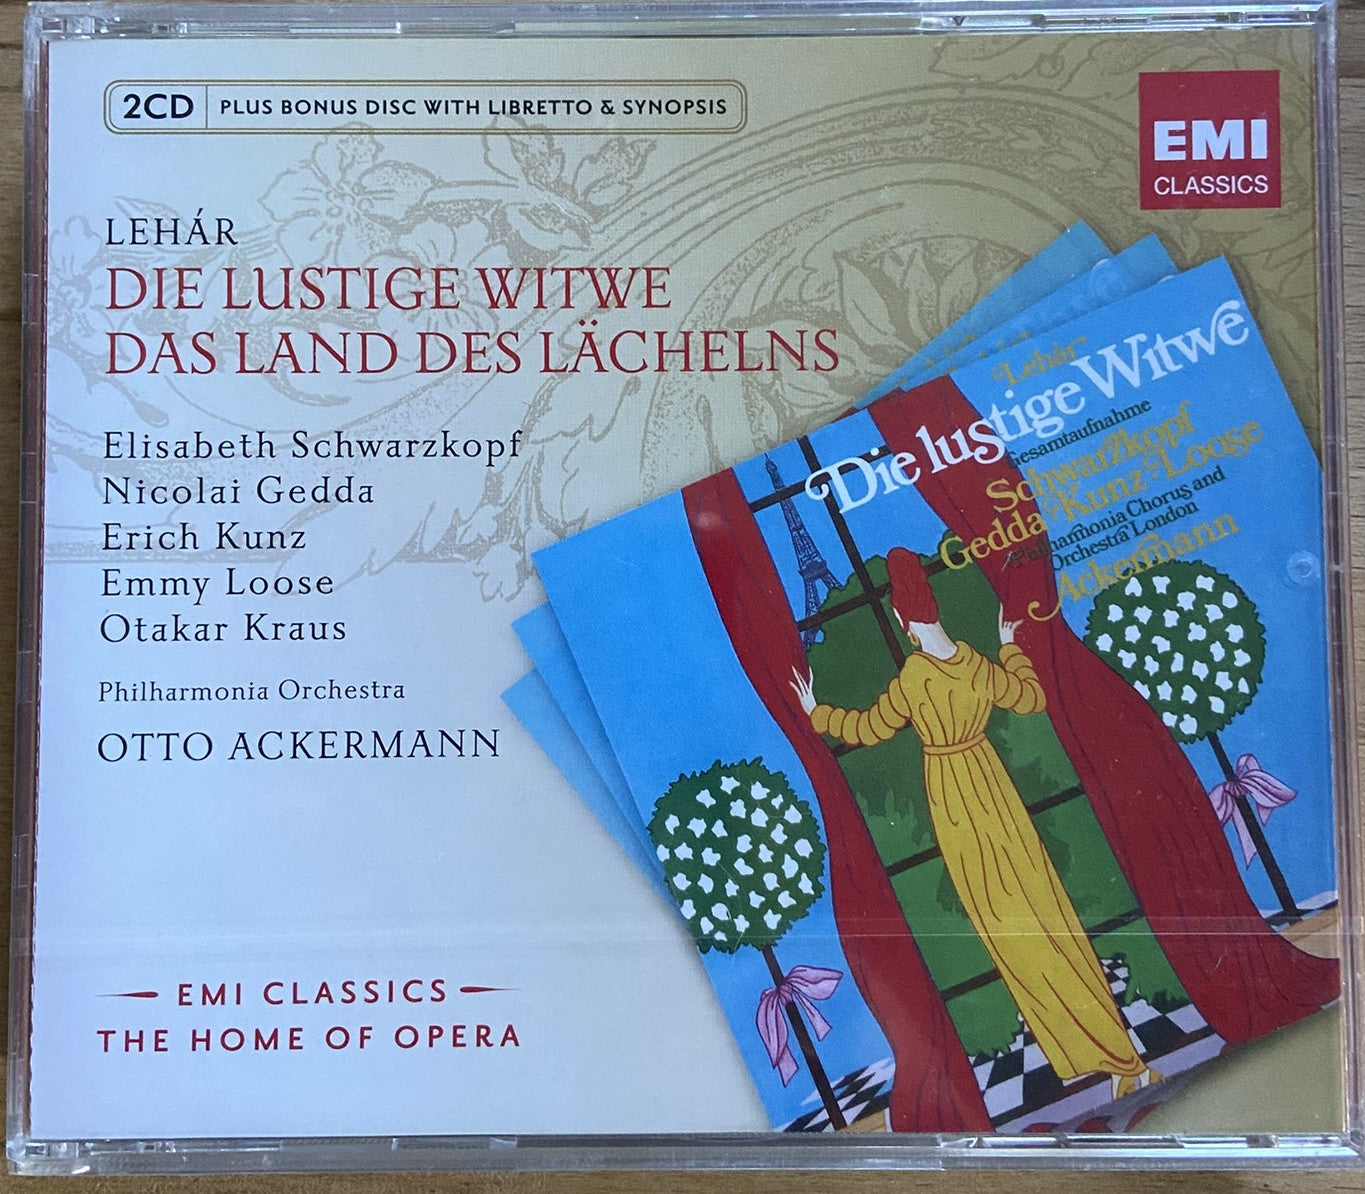 2CD PLUS BONUS DISC WITH LIBRETTO & SYNOPSIS
EMI
CLASSICS
LEHÁR
DIE LUSTIGE WITWE
DAS LAND DES LÄCHELNS
Elisabeth Schwarzkopf
Nicolai Gedda
Erich Kunz
Emmy Loose
Otakar Kraus
Philharmonia Orchestra
OTTO ACKERMANN
EMI CLASSICS
THE HOME OF OPERA
Lehár
Die lustige Witwe
Gesamtaufnahme
Schwarzkopf
Gedda Kunz Loose
Philharmonia Chorus and
Orchestra London
Ackermann